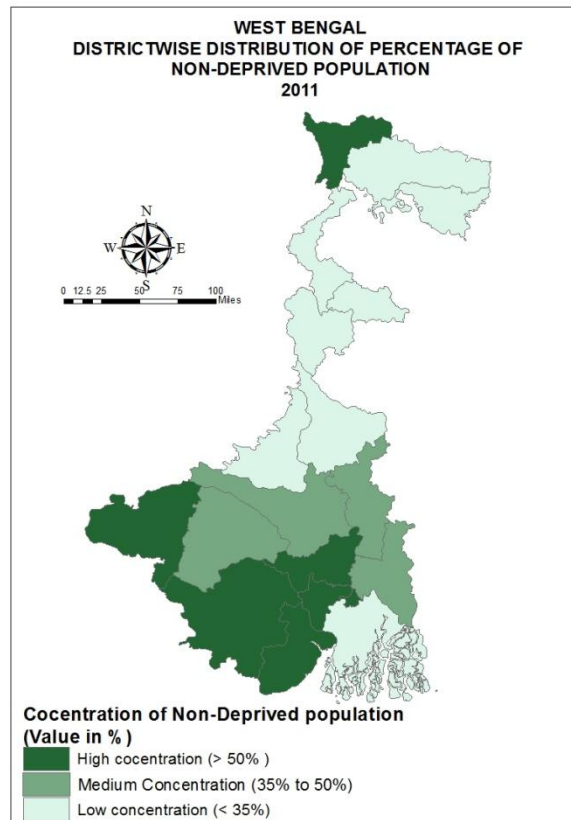 WEST BENGAL
DISTRICTWISE DISTRIBUTION OF PERCENTAGE OF
NON-DEPRIVED POPULATION
2011
N
W E
S
0 12.5 25 50 75 100
Miles
Cocentration of Non-Deprived population
(Value in %)
High cocentration (> 50% )
Medium Concentration (35% to 50%)
Low concentration (< 35%)